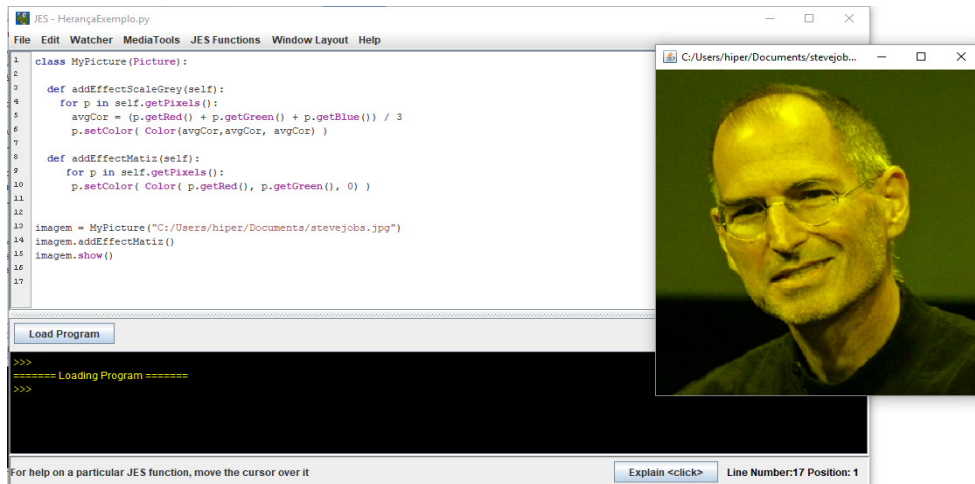 JES - HerançaExemplo.py
File Edit Watcher MediaTools JES Functions Window Layout Help
1 class MyPicture(Picture):
2
3   def addEffectScaleGrey(self):
4     for p in self.getPixels():
5       avgCor = (p.getRed() + p.getGreen() + p.getBlue()) / 3
6       p.setColor( Color(avgCor,avgCor, avgCor) )
7
8   def addEffectMatiz(self):
9      for p in self.getPixels():
10       p.setColor( Color( p.getRed(), p.getGreen(), 0) )
11
12
13 imagem = MyPicture("C:/Users/hiper/Documents/stevejobs.jpg")
14 imagem.addEffectMatiz()
15 imagem.show()
16
17
C:/Users/hiper/Documents/stevejob...
Load Program
>>>
======= Loading Program =======
>>>
For help on a particular JES function, move the cursor over it
Explain <click>
Line Number:17 Position: 1